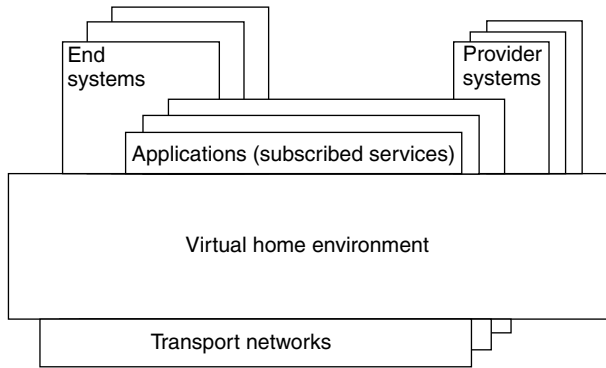 End
systems
Provider
systems
Applications (subscribed services)
Virtual home environment
Transport networks